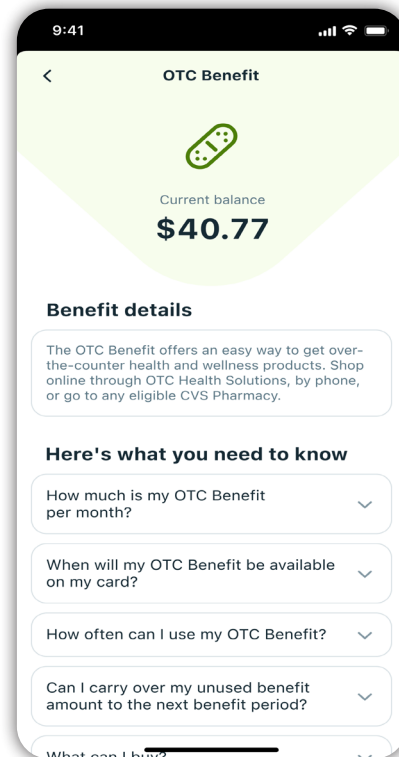 9:41
OTC Benefit
Current balance
$40.77
Benefit details
The OTC Benefit offers an easy way to get over-
the-counter health and wellness products. Shop
online through OTC Health Solutions, by phone,
or go to any eligible CVS Pharmacy.
Here's what you need to know
How much is my OTC Benefit
per month?
When will my OTC Benefit be available
on my card?
How often can I use my OTC Benefit?
Can I carry over my unused benefit
amount to the next benefit period?
What can I buy?